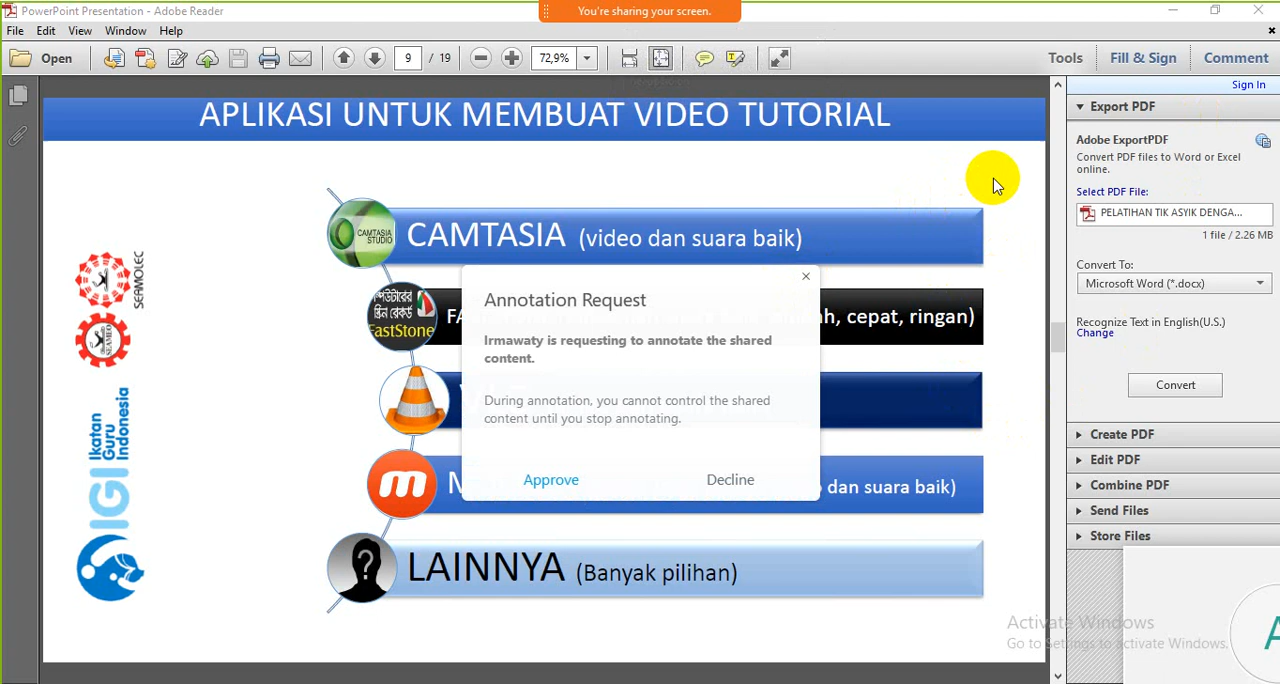 PowerPoint Presentation - Adobe Reader
You're sharing your screen.
File Edit View Window Help
Open
9 / 19
72,9%
Tools
Fill & Sign
Comment
Sign In
APLIKASI UNTUK MEMBUAT VIDEO TUTORIAL
CAMTASIA STUDIO
CAMTASIA (video dan suara baik)
FastStone
h, cepat, ringan)
dan suara baik)
LAINNYA (Banyak pilihan)
SEAMOLEC
SEAMEO
IGI Ikatan Guru Indonesia
Annotation Request
Irmawaty is requesting to annotate the shared
content.
During annotation, you cannot control the shared
content until you stop annotating.
Approve
Decline
Export PDF
Adobe ExportPDF
Convert PDF files to Word or Excel
online.
Select PDF File:
PELATIHAN TIK ASYIK DENGA...
1 file / 2.26 MB
Convert To:
Microsoft Word (*.docx)
Recognize Text in English(U.S.)
Change
Convert
Create PDF
Edit PDF
Combine PDF
Send Files
Store Files
Activate Windows
Go to Settings to activate Windows.
A